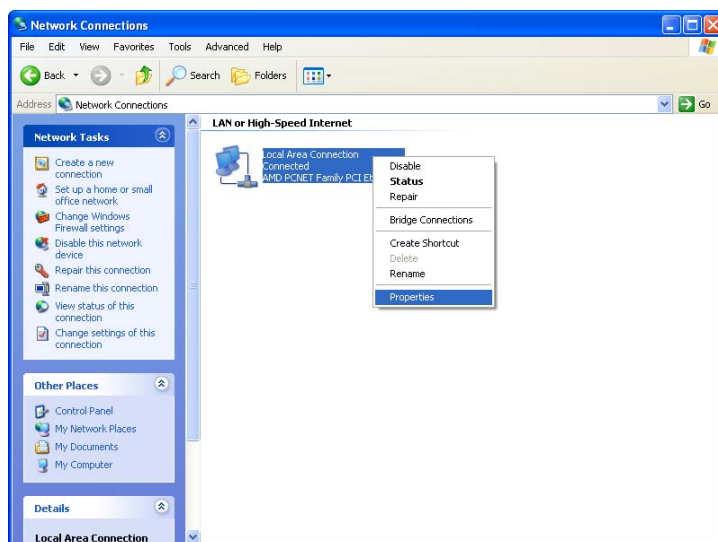 Network Connections
File Edit View Favorites Tools Advanced Help
Back Search Folders
Address Network Connections Go
Network Tasks
Create a new
connection
Set up a home or small
office network
Change Windows
Firewall settings
Disable this network
device
Repair this connection
Rename this connection
View status of this
connection
Change settings of this
connection
Other Places
Control Panel
My Network Places
My Documents
My Computer
Details
Local Area Connection
LAN or High-Speed Internet
Local Area Connection
Connected
AMD PCNET Family PCI Et
Disable
Status
Repair
Bridge Connections
Create Shortcut
Delete
Rename
Properties